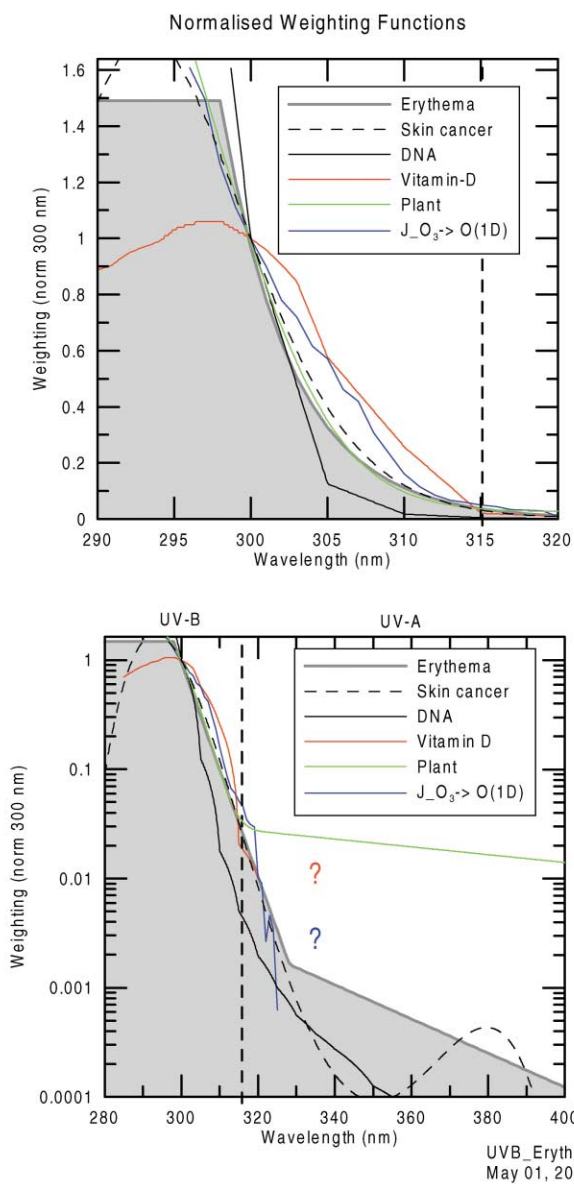 Normalised Weighting Functions
Weighting (norm 300 nm)
1.6
1.4
1.2
1.0
0.8
0.6
0.4
0.2
0
Erythema
Skin cancer
DNA
Vitamin-D
Plant
J_O₃-> O(1D)
290 295 300 305 310 315 320
Wavelength (nm)
UV-B UV-A
Weighting (norm 300 nm)
1
0.1
0.01
0.001
0.0001
Erythema
Skin cancer
DNA
Vitamin D
Plant
J_O₃-> O(1D)
?
?
280 300 320 340 360 380 400
Wavelength (nm)
UVB_Eryth
May 01, 20